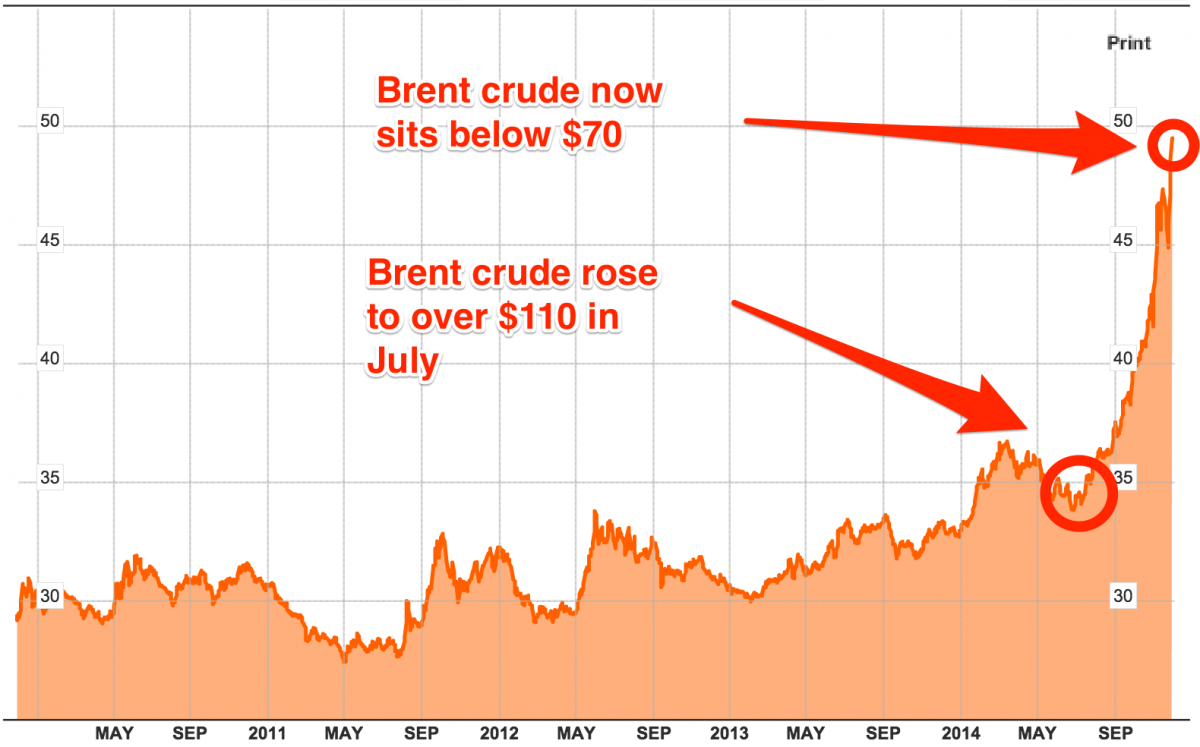 Print
Brent crude now
sits below $70
50 50
45 45
Brent crude rose
to over $110 in
July
40 40
35 35
30 30
MAY SEP 2011 MAY SEP 2012 MAY SEP 2013 MAY SEP 2014 MAY SEP